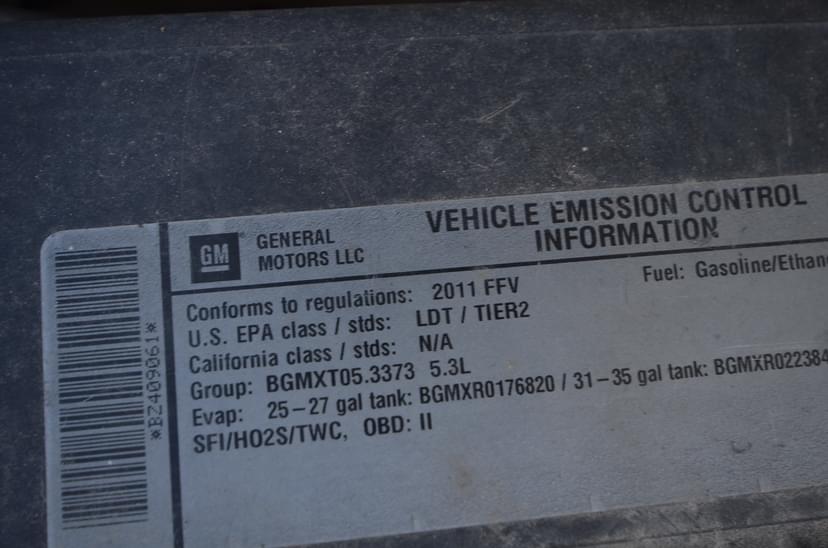 GM
GENERAL
MOTORS LLC
VEHICLE EMISSION CONTROL
INFORMATION
Conforms to regulations: 2011 FFV
Fuel: Gasoline/Ethan
U.S. EPA class / stds: LDT / TIER2
California class / stds: N/A
Group: BGMXT05.3373 5.3L
Evap: 25–27 gal tank: BGMXR0176820 / 31–35 gal tank: BGMXR022384
SFI/HO2S/TWC, OBD: II
*BZ409061*